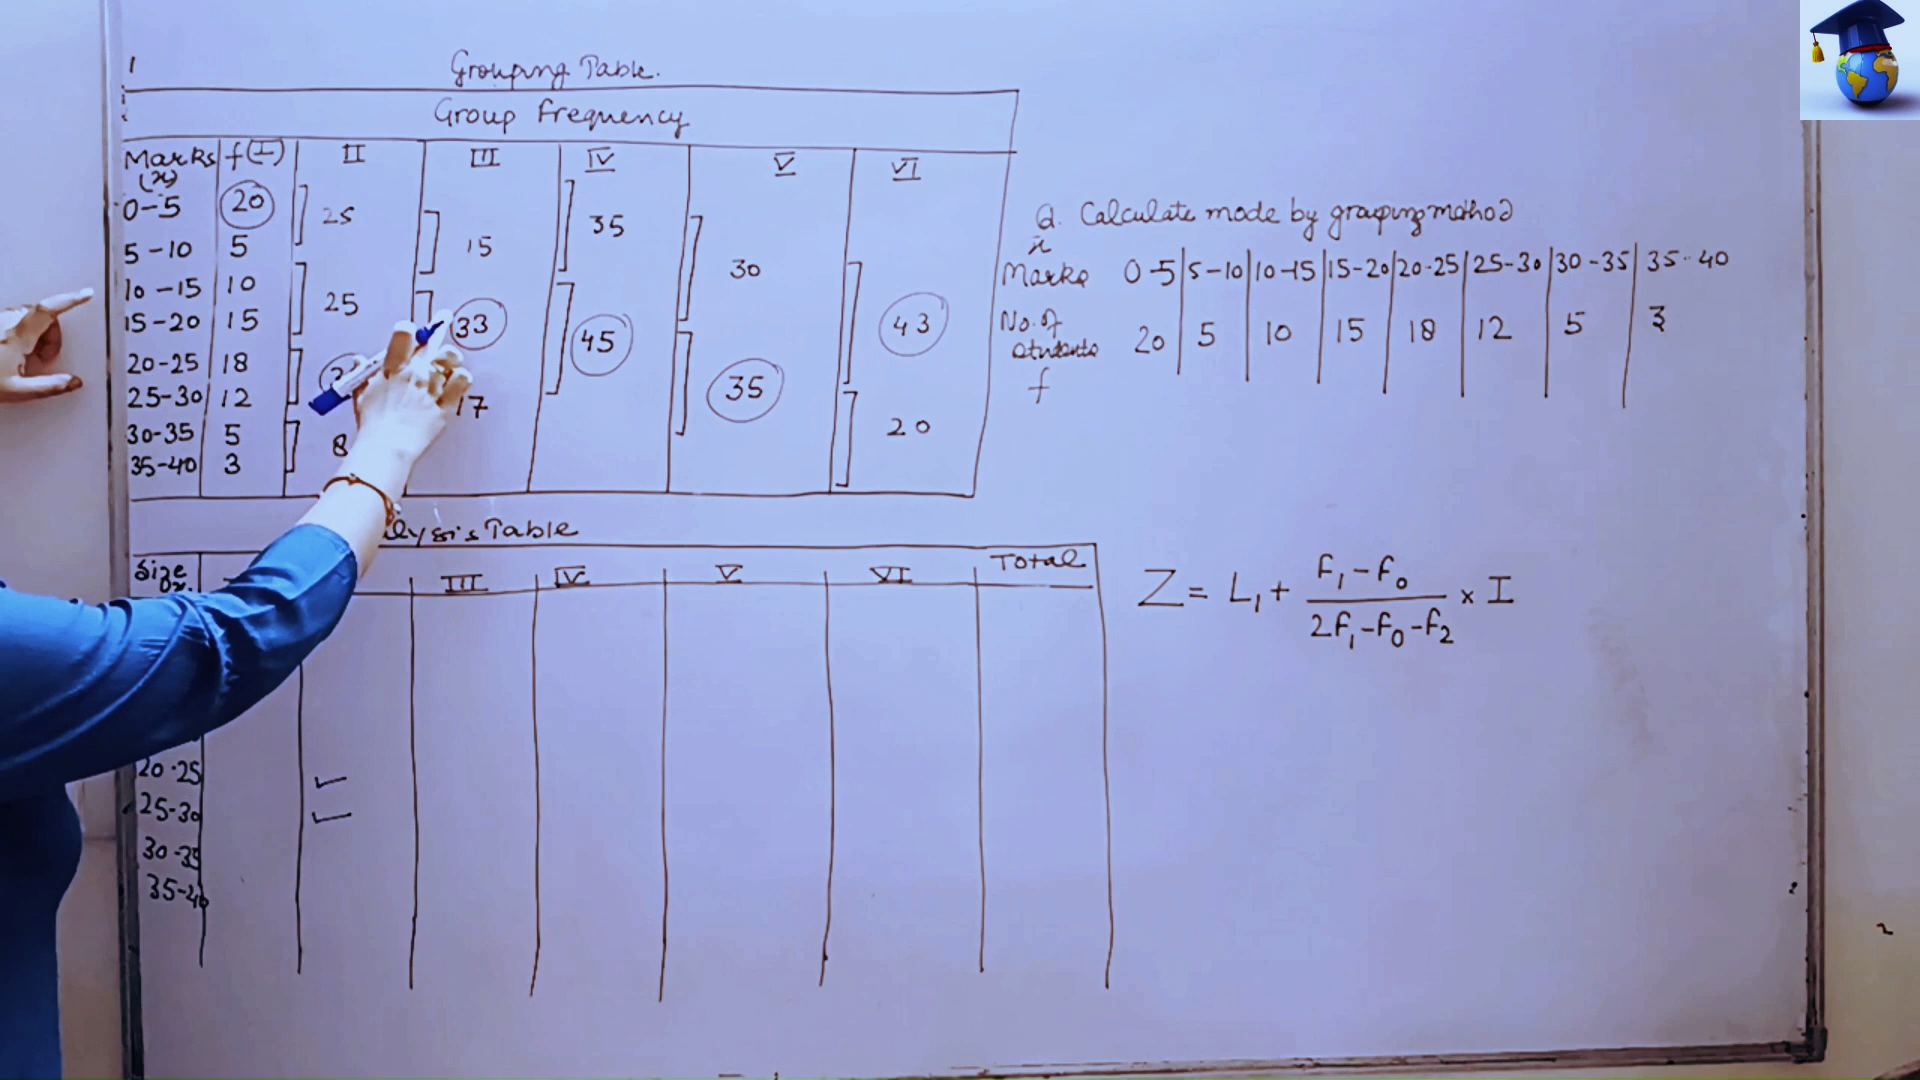 Grouping Table.
Group Frequency
Marks (x) f(I) II III IV V VI
0-5 20 25 35
5-10 5 15 30
10-15 10 25
15-20 15 33 45 43
20-25 18 35
25-30 12 17
30-35 5 8 20
35-40 3
Q. Calculate mode by grouping method
x
Marks 0-5 5-10 10-15 15-20 20-25 25-30 30-35 35-40
No. of students 20 5 10 15 18 12 5 3
f
Table
Size x. III IV V VI Total
20-25 ✓
25-30 ✓
30-35
35-40
Z = L₁ + (f₁ - f₀) / (2f₁ - f₀ - f₂) × I